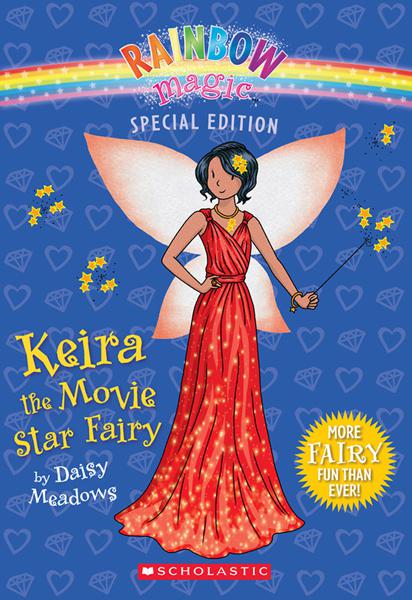 RAINBOW
magic
SPECIAL EDITION
Keira
the Movie
Star Fairy
by Daisy
Meadows
MORE
FAIRY
FUN THAN
EVER!
SCHOLASTIC